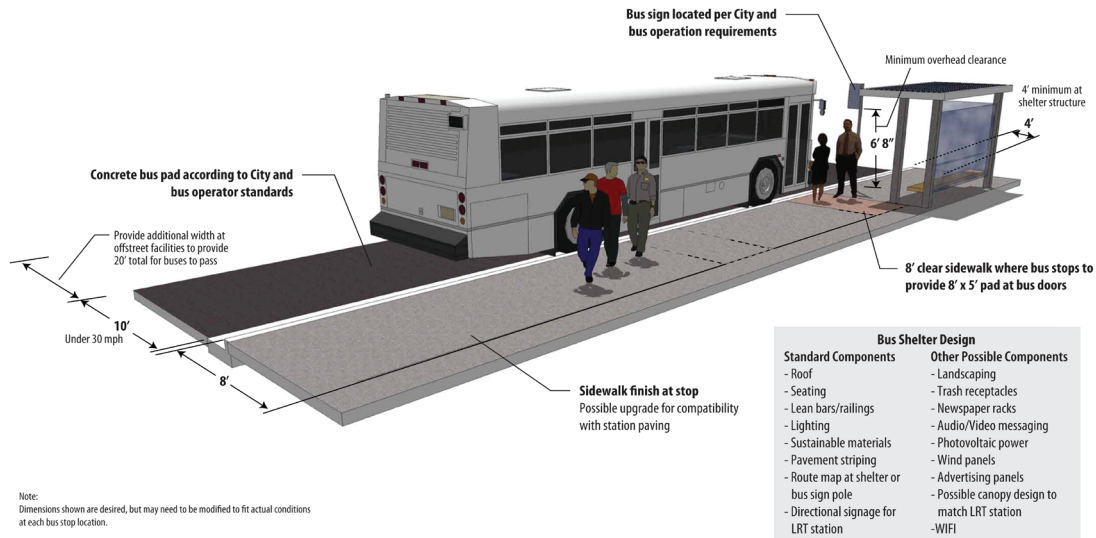 Bus sign located per City and
bus operation requirements
Minimum overhead clearance
4' minimum at
shelter structure
4'
6' 8"
Concrete bus pad according to City and
bus operator standards
Provide additional width at
offstreet facilities to provide
20' total for buses to pass
8' clear sidewalk where bus stops to
provide 8' x 5' pad at bus doors
10'
Under 30 mph
8'
Sidewalk finish at stop
Possible upgrade for compatibility
with station paving
Bus Shelter Design
Standard Components
- Roof
- Seating
- Lean bars/railings
- Lighting
- Sustainable materials
- Pavement striping
- Route map at shelter or
bus sign pole
- Directional signage for
LRT station
Other Possible Components
- Landscaping
- Trash receptacles
- Newspaper racks
- Audio/Video messaging
- Photovoltaic power
- Wind panels
- Advertising panels
- Possible canopy design to
match LRT station
-WIFI
Note:
Dimensions shown are desired, but may need to be modified to fit actual conditions
at each bus stop location.